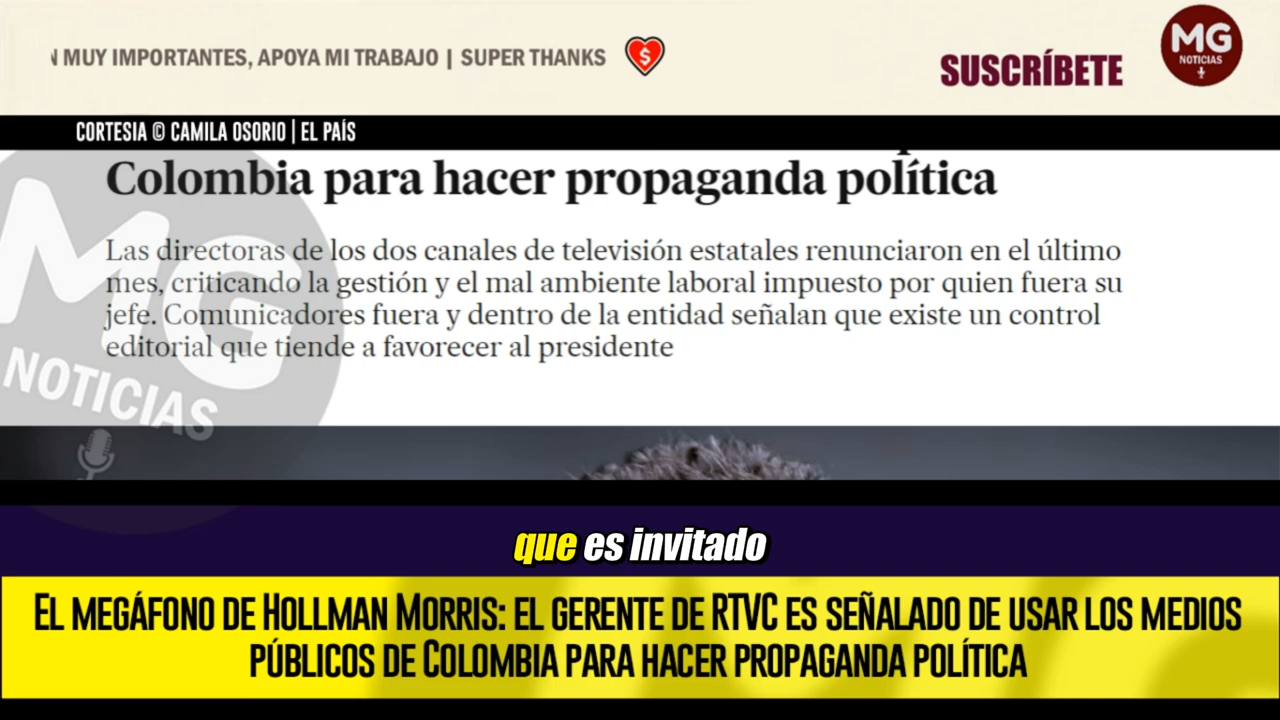 MUY IMPORTANTES, APOYA MI TRABAJO | SUPER THANKS
SUSCRÍBETE
MG
NOTICIAS
CORTESIA © CAMILA OSORIO | EL PAÍS
Colombia para hacer propaganda política
Las directoras de los dos canales de televisión estatales renunciaron en el último
mes, criticando la gestión y el mal ambiente laboral impuesto por quien fuera su
jefe. Comunicadores fuera y dentro de la entidad señalan que existe un control
editorial que tiende a favorecer al presidente
MG
NOTICIAS
que es invitado
EL MEGÁFONO DE HOLLMAN MORRIS: EL GERENTE DE RTVC ES SEÑALADO DE USAR LOS MEDIOS
PÚBLICOS DE COLOMBIA PARA HACER PROPAGANDA POLÍTICA